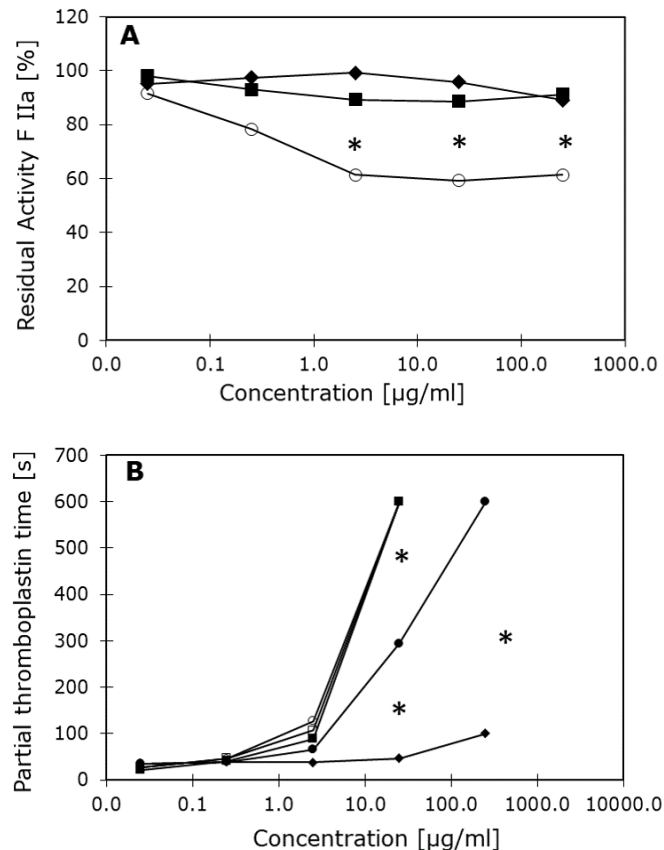 A
Residual Activity F IIa [%]
120
100
80
60
40
20
0
* * *
0.0 0.1 1.0 10.0 100.0 1000.0
Concentration [µg/ml]
B
Partial thromboplastin time [s]
700
600
500
400
300
200
100
0
*
*
*
0.0 0.1 1.0 10.0 100.0 1000.0 10000.0
Concentration [µg/ml]